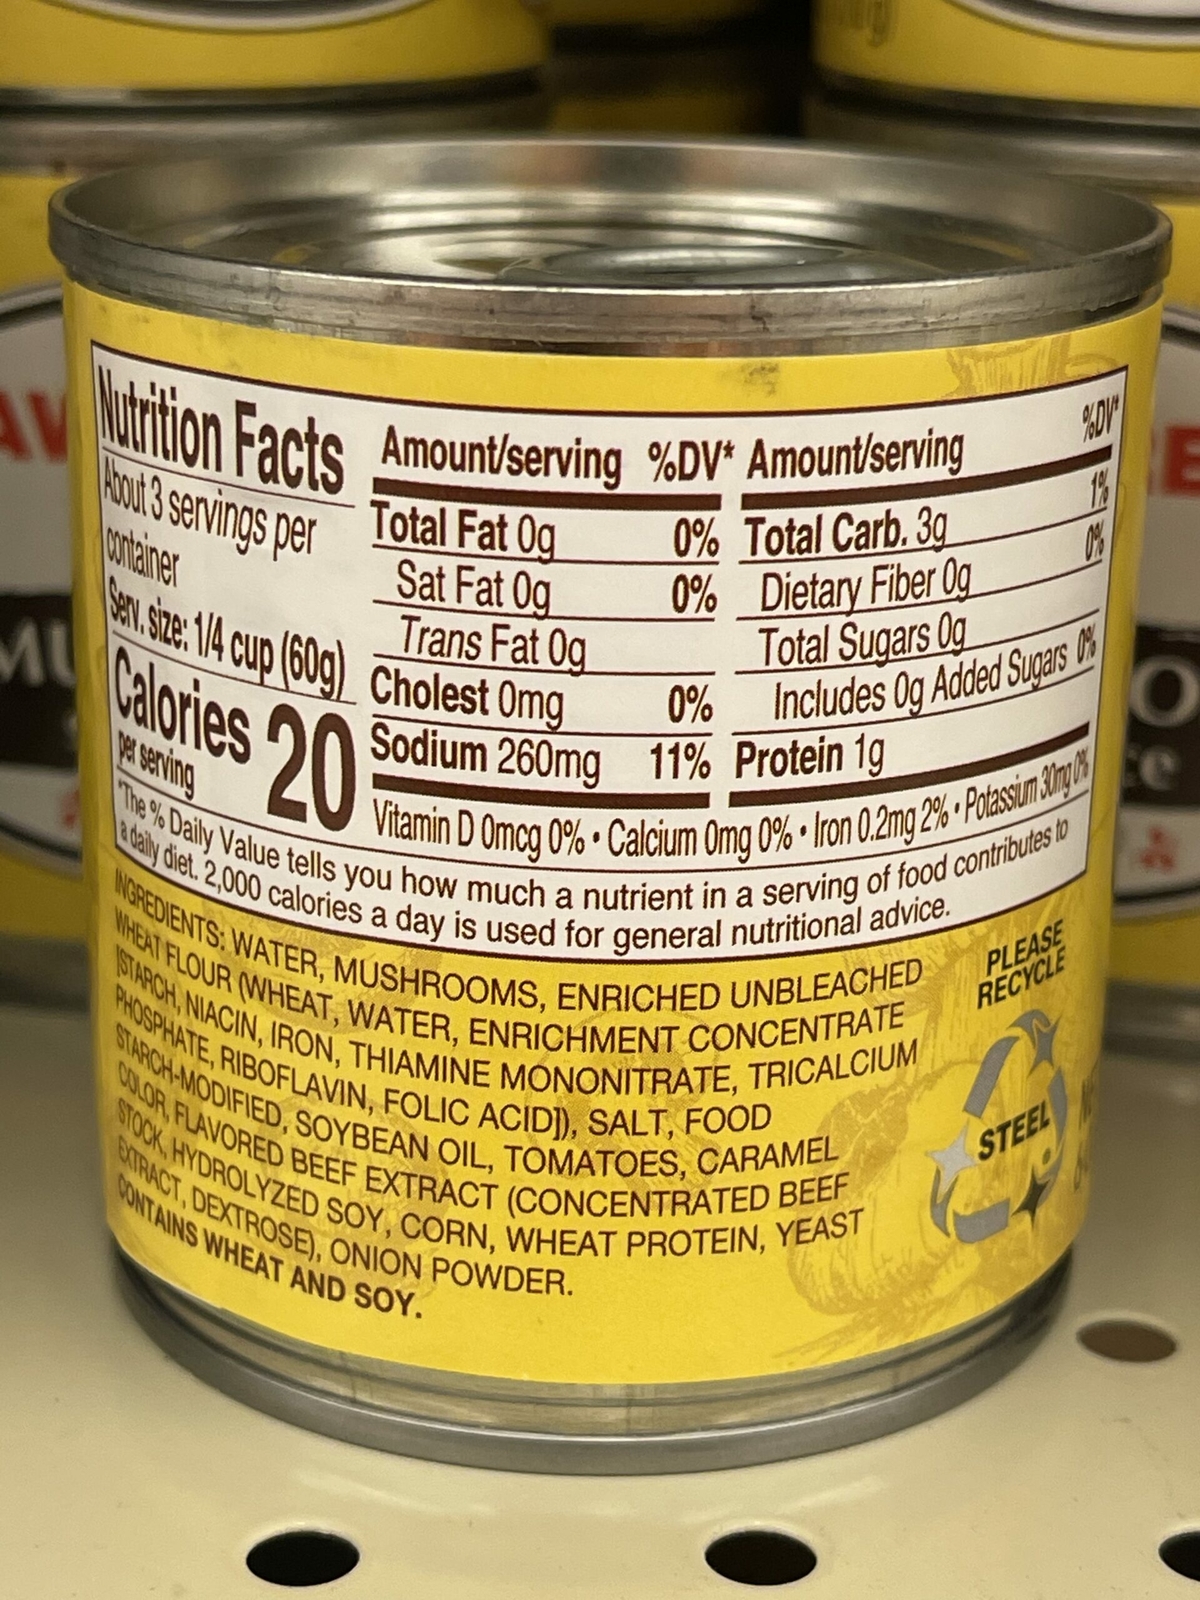 Nutrition Facts
About 3 servings per
container
Serv. size: 1/4 cup (60g)
Calories 20
per serving
Amount/serving %DV*
Total Fat 0g 0%
Sat Fat 0g 0%
Trans Fat 0g
Cholest 0mg 0%
Sodium 260mg 11%
Amount/serving %DV*
Total Carb. 3g 1%
Dietary Fiber 0g 0%
Total Sugars 0g
Includes 0g Added Sugars 0%
Protein 1g
Vitamin D 0mcg 0% • Calcium 0mg 0% • Iron 0.2mg 2% • Potassium 30mg 0%
*The % Daily Value tells you how much a nutrient in a serving of food contributes to
a daily diet. 2,000 calories a day is used for general nutritional advice.
INGREDIENTS: WATER, MUSHROOMS, ENRICHED UNBLEACHED
WHEAT FLOUR (WHEAT, WATER, ENRICHMENT CONCENTRATE
[STARCH, NIACIN, IRON, THIAMINE MONONITRATE, TRICALCIUM
PHOSPHATE, RIBOFLAVIN, FOLIC ACID]), SALT, FOOD
STARCH-MODIFIED, SOYBEAN OIL, TOMATOES, CARAMEL
COLOR, FLAVORED BEEF EXTRACT (CONCENTRATED BEEF
STOCK, HYDROLYZED SOY, CORN, WHEAT PROTEIN, YEAST
EXTRACT, DEXTROSE), ONION POWDER.
CONTAINS WHEAT AND SOY.
PLEASE
RECYCLE
STEEL